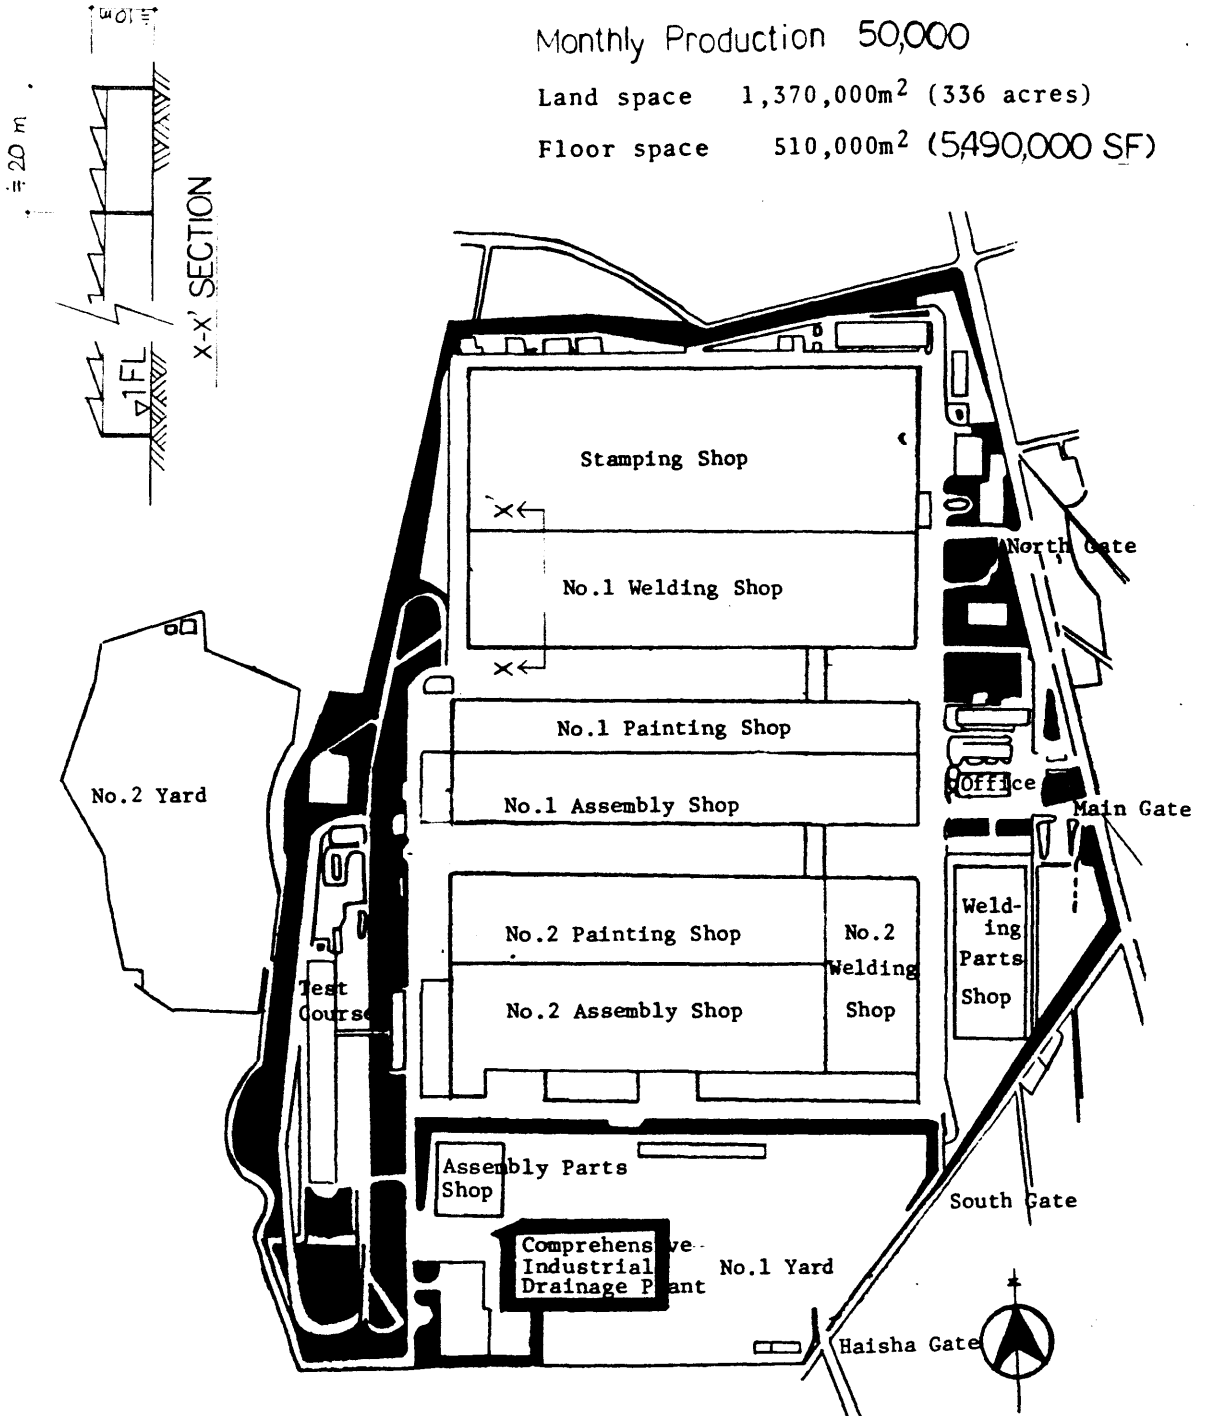 Monthly Production 50,000
Land space 1,370,000m² (336 acres)
Floor space 510,000m² (5,490,000 SF)
≒10m
≒20 m
▽1FL
X-X' SECTION
Stamping Shop
X'
No.1 Welding Shop
X
North Gate
No.1 Painting Shop
No.1 Assembly Shop
Office
Main Gate
No.2 Yard
No.2 Painting Shop
No.2 Assembly Shop
No.2
Welding
Shop
Weld-
ing
Parts
Shop
Test
Course
Assembly Parts
Shop
South Gate
Comprehensive
Industrial
Drainage Plant
No.1 Yard
Haisha Gate